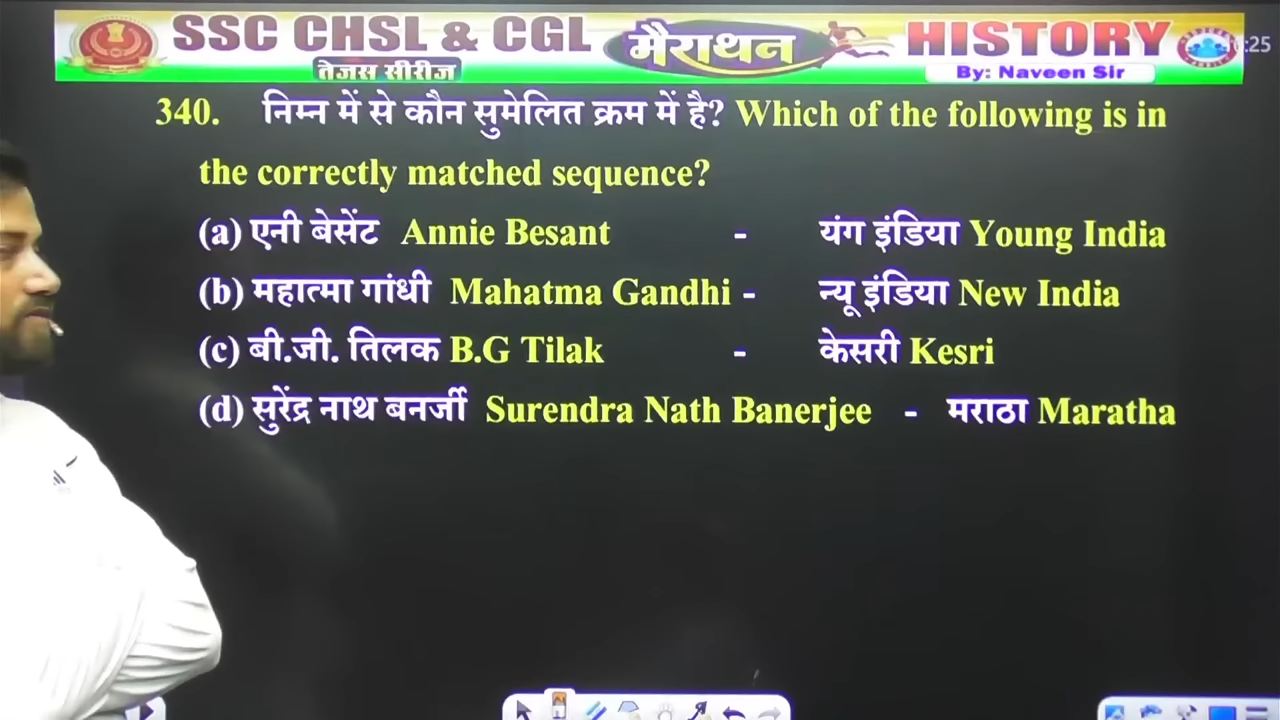 SSC CHSL & CGL
तेजस सीरीज
मैराथन
HISTORY
By: Naveen Sir
:25
340. निम्न में से कौन सुमेलित क्रम में है? Which of the following is in
the correctly matched sequence?
(a) एनी बेसेंट Annie Besant - यंग इंडिया Young India
(b) महात्मा गांधी Mahatma Gandhi - न्यू इंडिया New India
(c) बी.जी. तिलक B.G Tilak - केसरी Kesri
(d) सुरेंद्र नाथ बनर्जी Surendra Nath Banerjee - मराठा Maratha